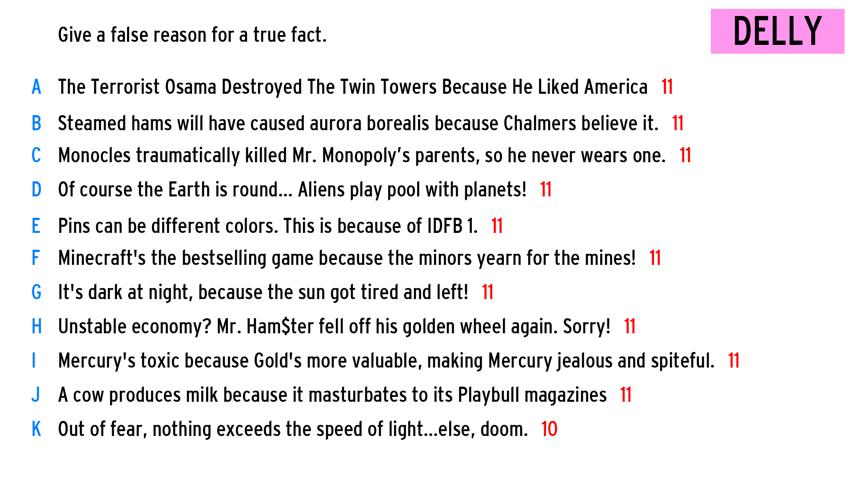 Give a false reason for a true fact.
DELLY
A The Terrorist Osama Destroyed The Twin Towers Because He Liked America 11
B Steamed hams will have caused aurora borealis because Chalmers believe it. 11
C Monocles traumatically killed Mr. Monopoly's parents, so he never wears one. 11
D Of course the Earth is round... Aliens play pool with planets! 11
E Pins can be different colors. This is because of IDFB 1. 11
F Minecraft's the bestselling game because the minors yearn for the mines! 11
G It's dark at night, because the sun got tired and left! 11
H Unstable economy? Mr. Ham$ter fell off his golden wheel again. Sorry! 11
I Mercury's toxic because Gold's more valuable, making Mercury jealous and spiteful. 11
J A cow produces milk because it masturbates to its Playbull magazines 11
K Out of fear, nothing exceeds the speed of light...else, doom. 10